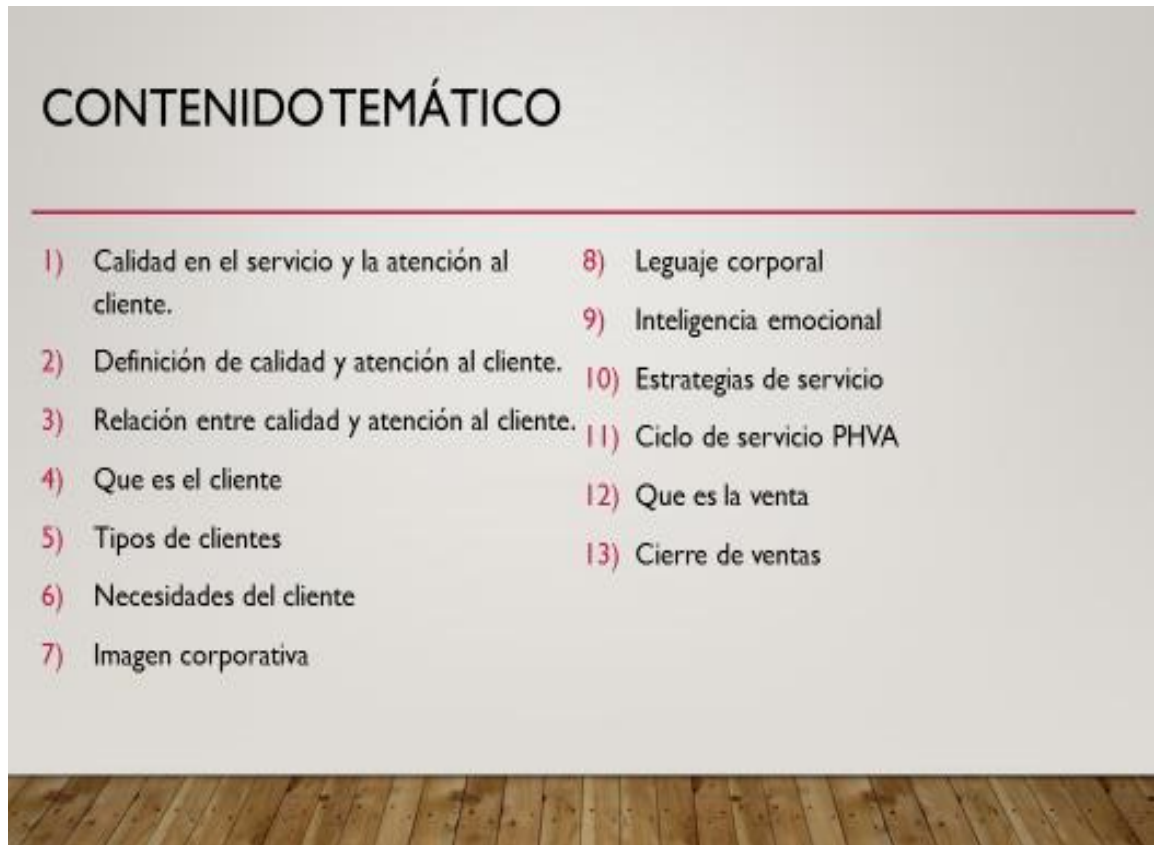 CONTENIDO TEMÁTICO
1) Calidad en el servicio y la atención al
cliente.
2) Definición de calidad y atención al cliente.
3) Relación entre calidad y atención al cliente.
4) Que es el cliente
5) Tipos de clientes
6) Necesidades del cliente
7) Imagen corporativa
8) Leguaje corporal
9) Inteligencia emocional
10) Estrategias de servicio
11) Ciclo de servicio PHVA
12) Que es la venta
13) Cierre de ventas